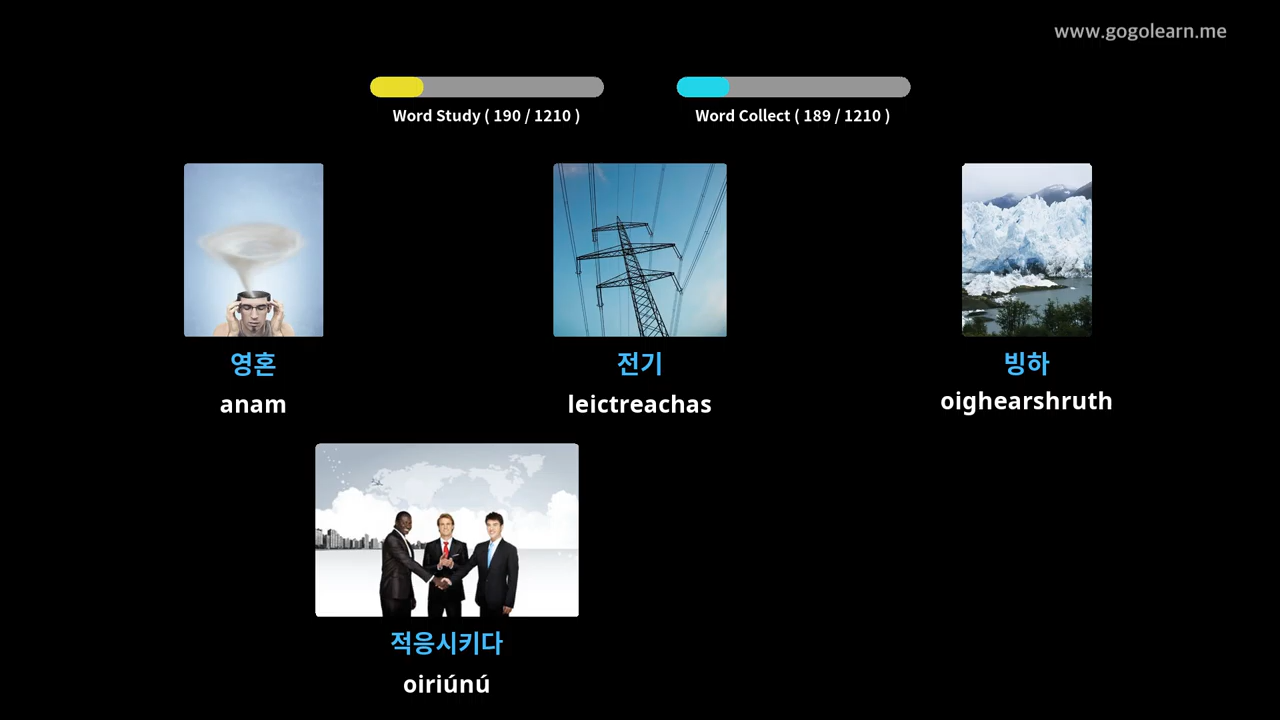 www.gogolearn.me
Word Study ( 190 / 1210 )
Word Collect ( 189 / 1210 )
영혼
anam
전기
leictreachas
빙하
oighearshruth
적응시키다
oiriúnú